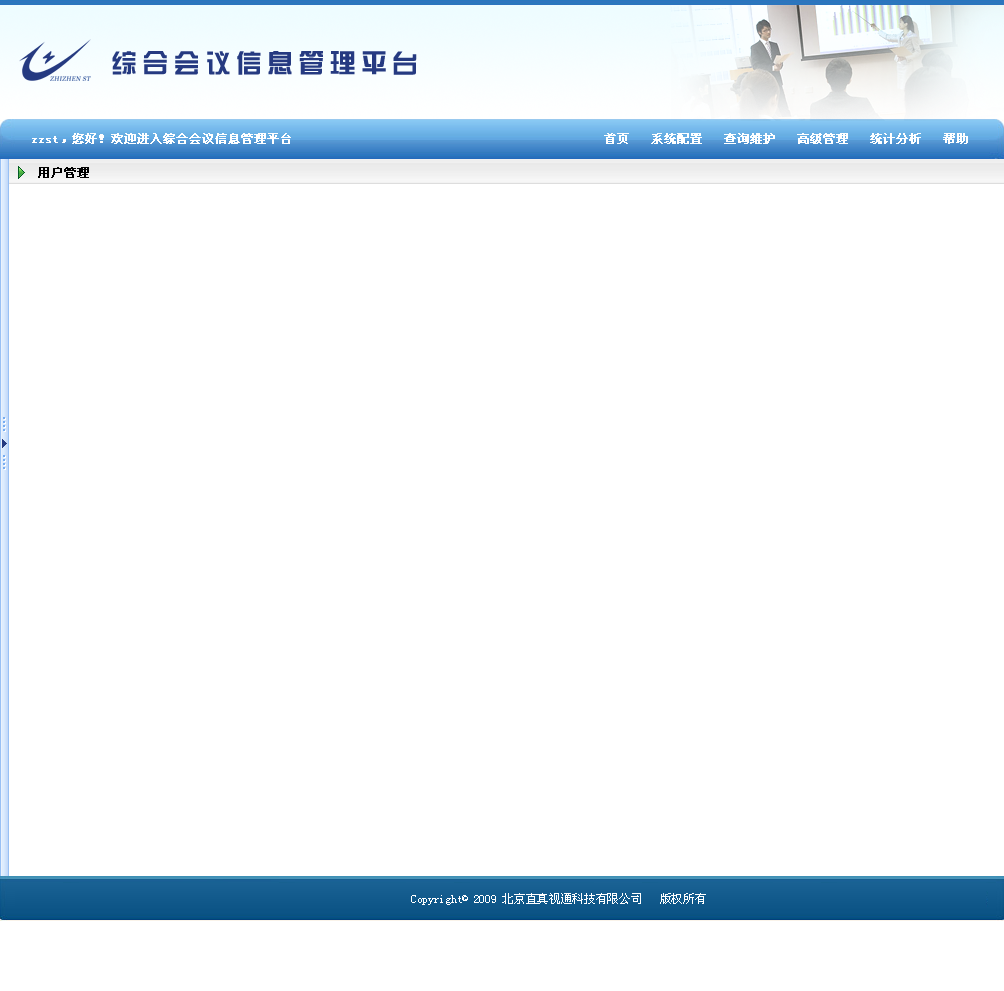 ZHIZHEN ST
综合会议信息管理平台
zzst，您好！欢迎进入综合会议信息管理平台
首页 系统配置 查询维护 高级管理 统计分析 帮助
用户管理
Copyright© 2009 北京直真视通科技有限公司 版权所有